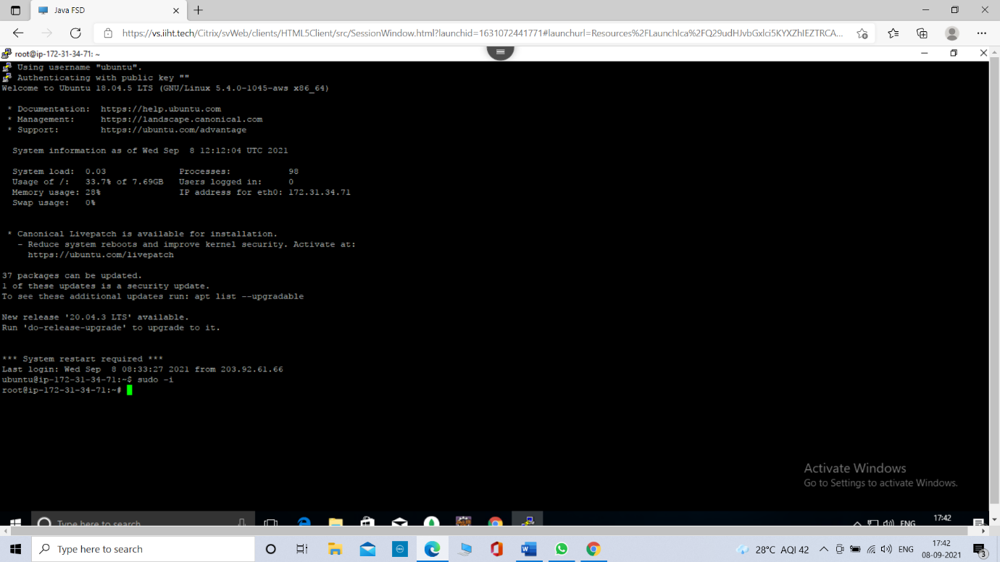 Java FSD
https://vs.iiht.tech/Citrix/svWeb/clients/HTML5Client/src/SessionWindow.html?launchid=1631072441771#launchurl=Resources%2FLaunchIca%2FQ29udHJvbGxlci5KYXZhIEZTRCA...
root@ip-172-31-34-71: ~
Using username "ubuntu".
Authenticating with public key ""
Welcome to Ubuntu 18.04.5 LTS (GNU/Linux 5.4.0-1045-aws x86_64)
* Documentation: https://help.ubuntu.com
* Management: https://landscape.canonical.com
* Support: https://ubuntu.com/advantage
System information as of Wed Sep 8 12:12:04 UTC 2021
System load: 0.03 Processes: 98
Usage of /: 33.7% of 7.69GB Users logged in: 0
Memory usage: 28% IP address for eth0: 172.31.34.71
Swap usage: 0%
* Canonical Livepatch is available for installation.
- Reduce system reboots and improve kernel security. Activate at:
https://ubuntu.com/livepatch
37 packages can be updated.
1 of these updates is a security update.
To see these additional updates run: apt list --upgradable
New release '20.04.3 LTS' available.
Run 'do-release-upgrade' to upgrade to it.
*** System restart required ***
Last login: Wed Sep 8 08:33:27 2021 from 203.92.61.66
ubuntu@ip-172-31-34-71:~$ sudo -i
root@ip-172-31-34-71:~#
Activate Windows
Go to Settings to activate Windows.
Type here to search
ENG
17:42
Type here to search
28°C AQI 42
ENG
17:42
08-09-2021
3